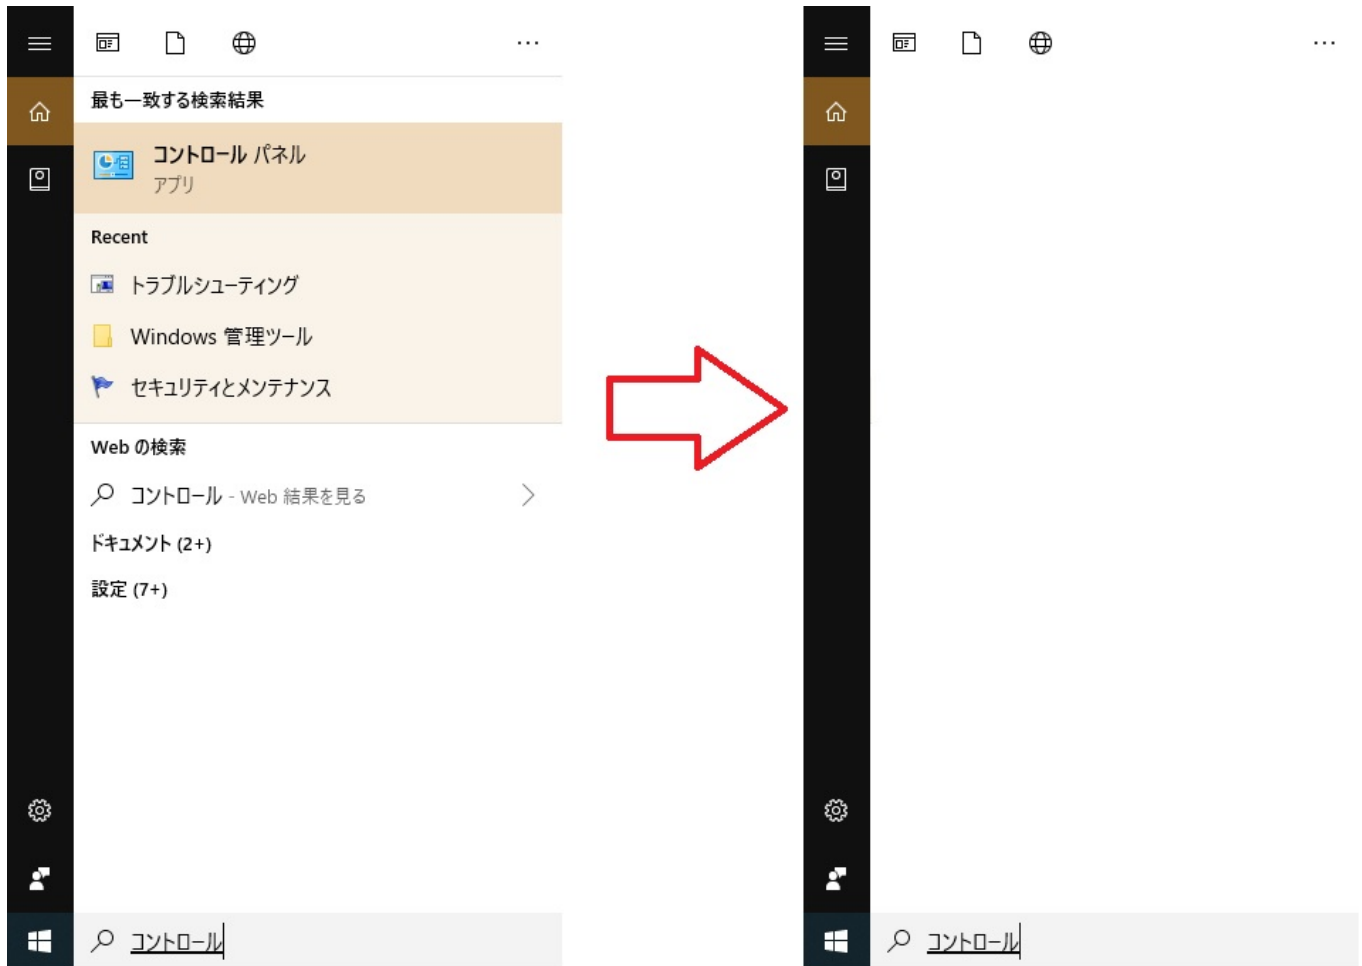 最も一致する検索結果
コントロール パネル
アプリ
Recent
トラブルシューティング
Windows 管理ツール
セキュリティとメンテナンス
Web の検索
コントロール - Web 結果を見る
ドキュメント (2+)
設定 (7+)
コントロール
コントロール